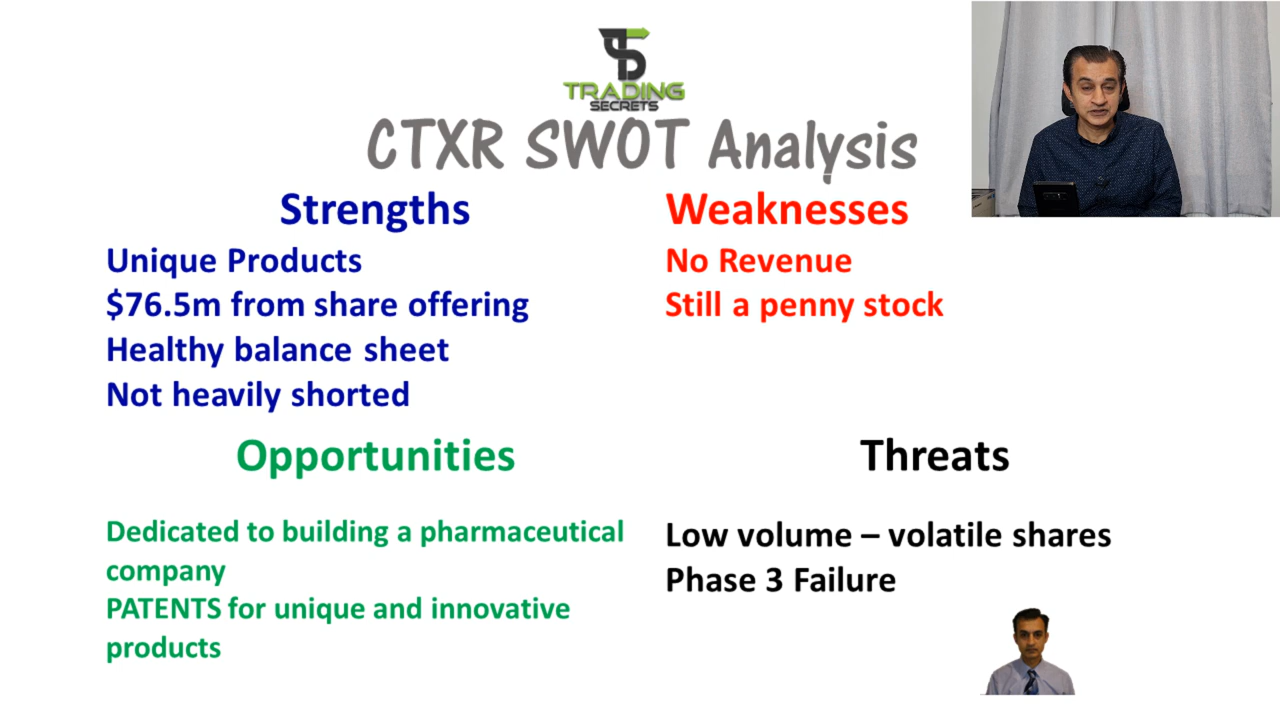 TRADING
SECRETS
CTXR SWOT Analysis
Strengths
Unique Products
$76.5m from share offering
Healthy balance sheet
Not heavily shorted
Weaknesses
No Revenue
Still a penny stock
Opportunities
Dedicated to building a pharmaceutical
company
PATENTS for unique and innovative
products
Threats
Low volume – volatile shares
Phase 3 Failure